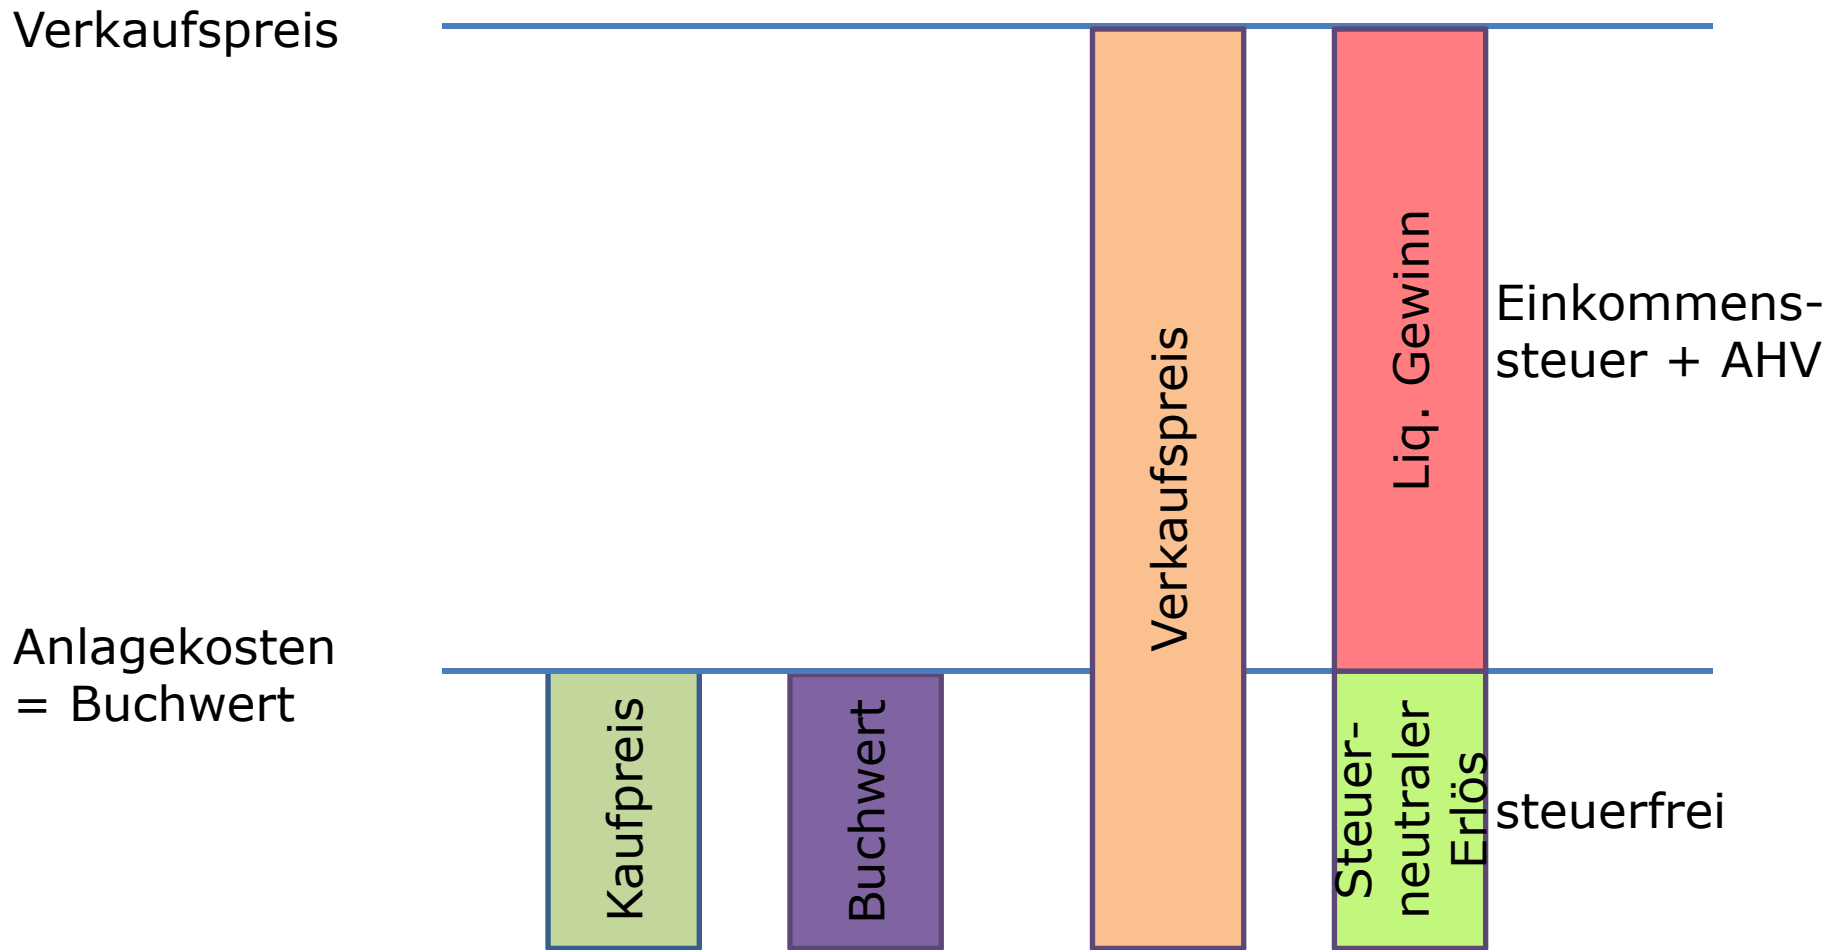 Verkaufspreis
Anlagekosten
= Buchwert
Kaufpreis
Buchwert
Verkaufspreis
Liq. Gewinn
Steuer-
neutraler
Erlös
Einkommens-
steuer + AHV
steuerfrei